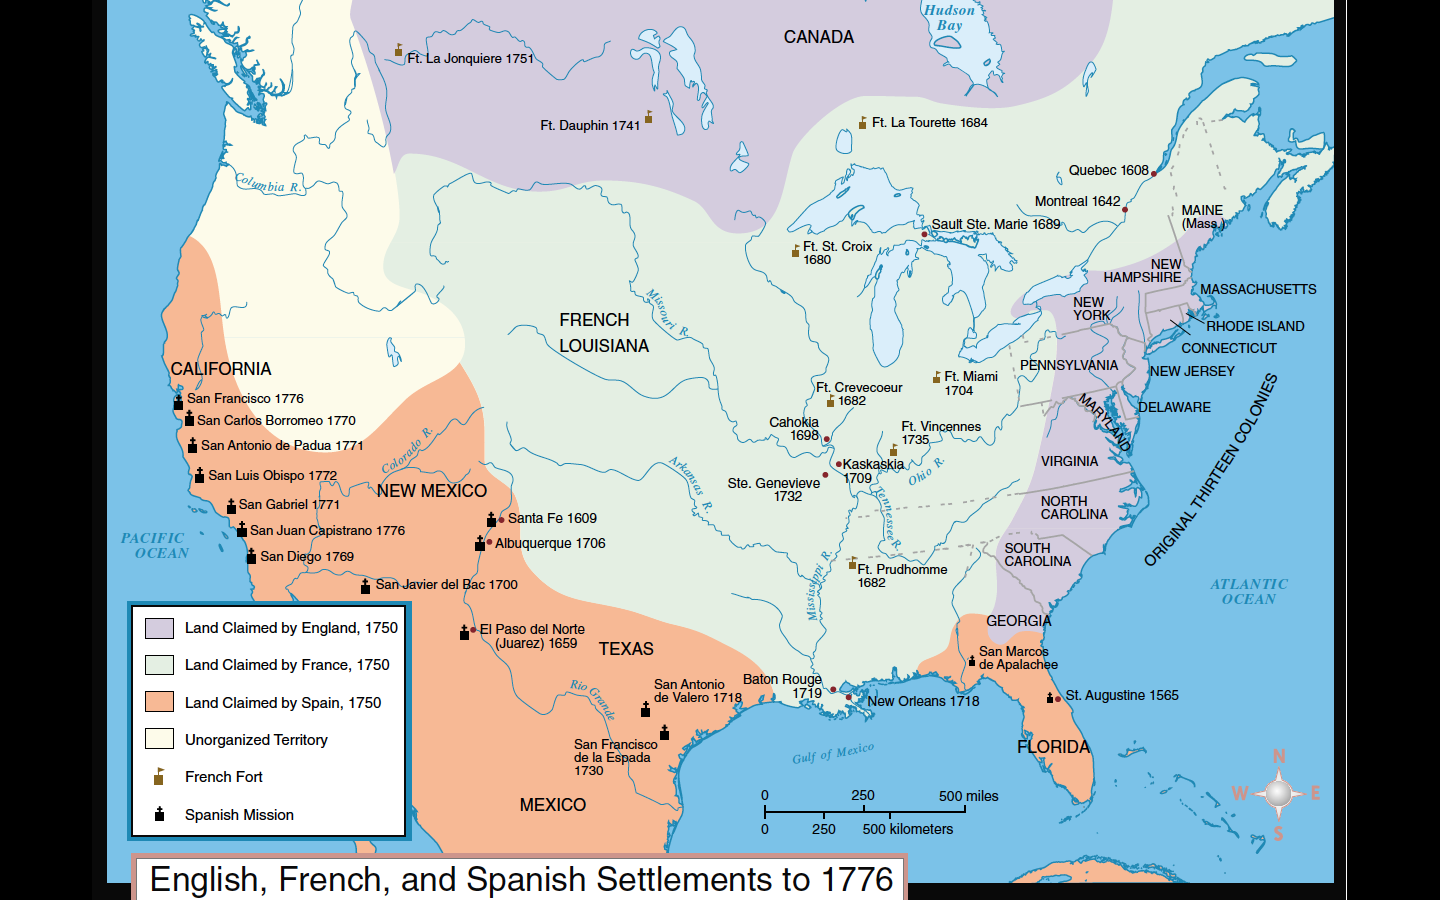 Hudson
Bay
CANADA
Ft. La Jonquiere 1751
Ft. Dauphin 1741
Ft. La Tourette 1684
Quebec 1608
Columbia R.
Montreal 1642
MAINE
(Mass.)
Sault Ste. Marie 1689
Ft. St. Croix
1680
NEW
HAMPSHIRE
MASSACHUSETTS
Missouri R.
NEW
YORK
FRENCH
LOUISIANA
RHODE ISLAND
CONNECTICUT
CALIFORNIA
PENNSYLVANIA
NEW JERSEY
Ft. Miami
1704
Ft. Crevecoeur
1682
San Francisco 1776
MARYLAND
DELAWARE
San Carlos Borromeo 1770
Cahokia
1698
Ft. Vincennes
1735
Colorado R.
San Antonio de Padua 1771
ORIGINAL THIRTEEN COLONIES
Kaskaskia
1709
Ohio R.
VIRGINIA
San Luis Obispo 1772
Arkansas R.
Ste. Genevieve
1732
NEW MEXICO
San Gabriel 1771
Tennessee R.
NORTH
CAROLINA
Santa Fe 1609
San Juan Capistrano 1776
PACIFIC
OCEAN
Albuquerque 1706
San Diego 1769
SOUTH
CAROLINA
Ft. Prudhomme
1682
Mississippi R.
San Javier del Bac 1700
ATLANTIC
OCEAN
GEORGIA
El Paso del Norte
(Juarez) 1659
TEXAS
San Marcos
de Apalachee
Rio Grande
San Antonio
de Valero 1718
Baton Rouge
1719
New Orleans 1718
St. Augustine 1565
San Francisco
de la Espada
1730
Gulf of Mexico
FLORIDA
MEXICO
Land Claimed by England, 1750
Land Claimed by France, 1750
Land Claimed by Spain, 1750
Unorganized Territory
French Fort
Spanish Mission
0 250 500 miles
0 250 500 kilometers
N
W E
S
English, French, and Spanish Settlements to 1776